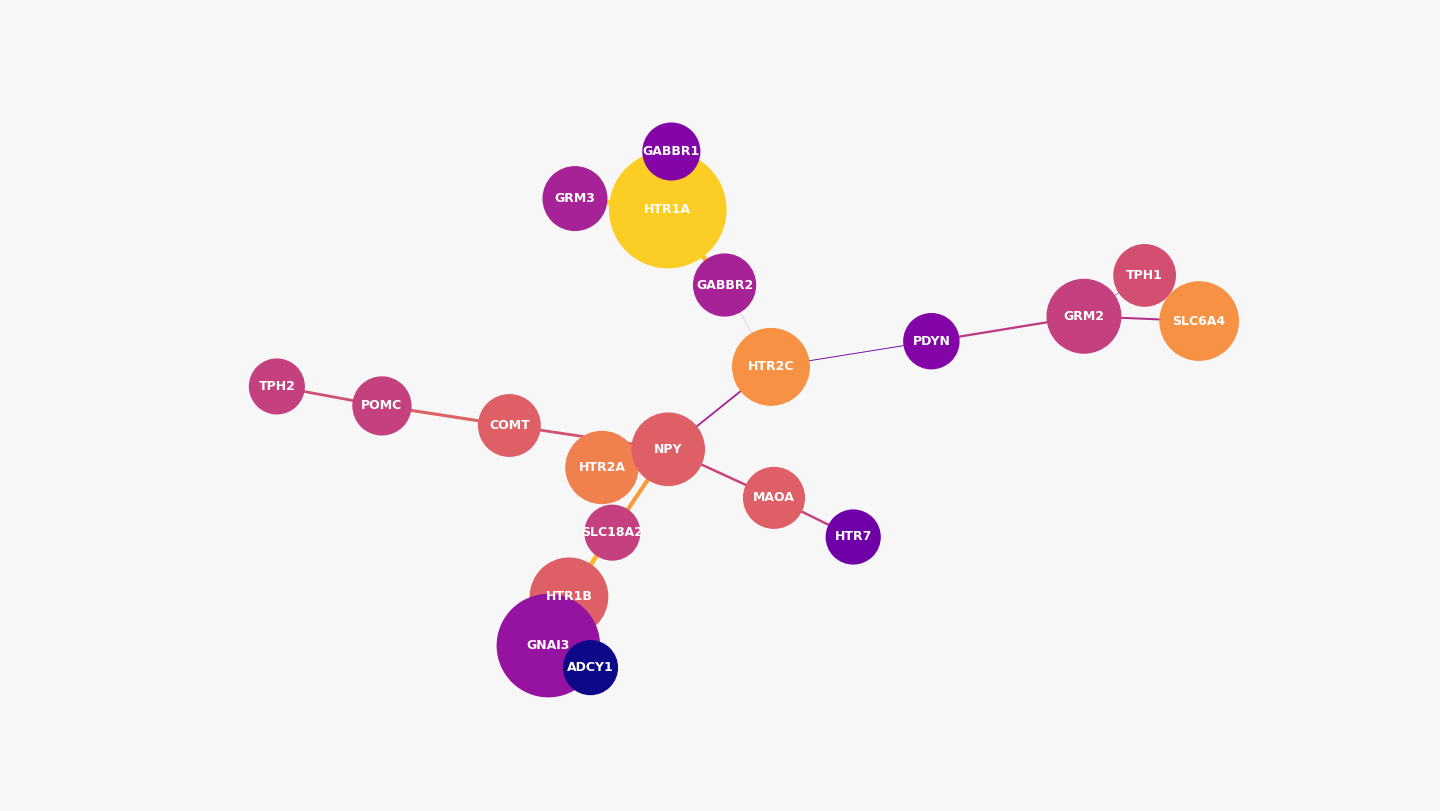 GABBR1
GRM3
HTR1A
GABBR2
TPH1
GRM2
SLC6A4
PDYN
HTR2C
TPH2
POMC
COMT
NPY
HTR2A
MAOA
SLC18A2
HTR7
HTR1B
GNAI3
ADCY1